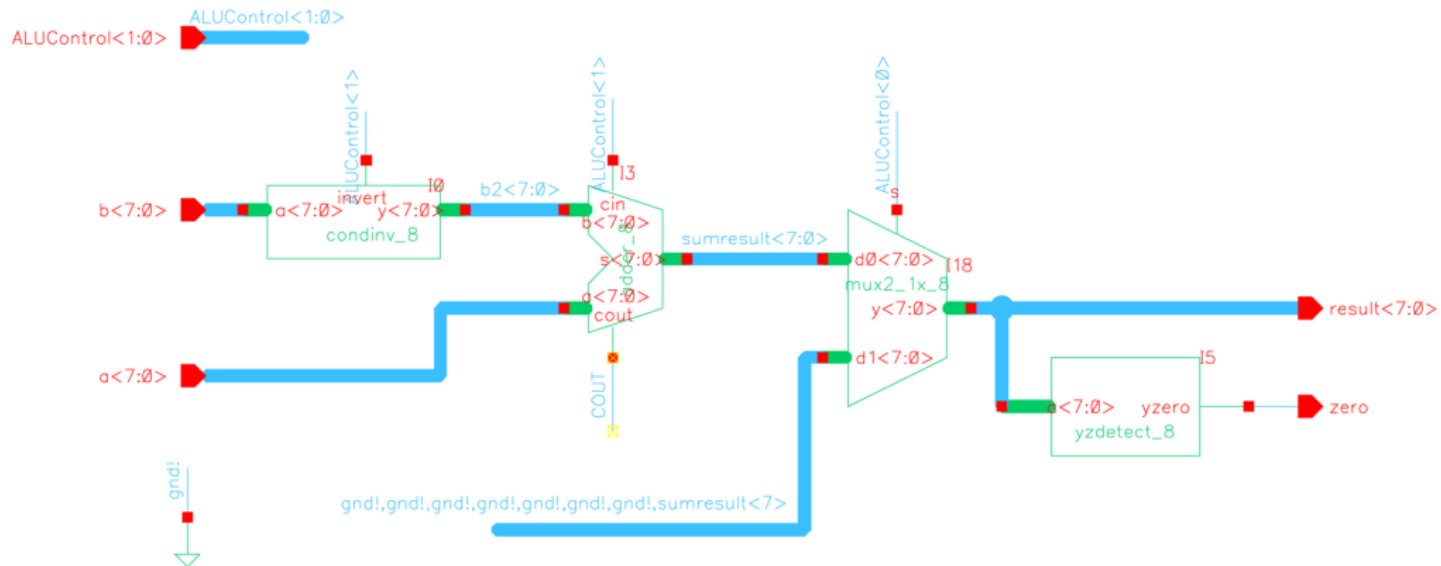 ALUControl<1:0>
ALUControl<1:0>
ALUControl<1>
ALUControl<1>
ALUControl<0>
I3
s
invert
I0
b<7:0>
a<7:0>
y<7:0>
condinv_8
b2<7:0>
cin
b<7:0>
adder_8
s<7:0>
a<7:0>
cout
sumresult<7:0>
d0<7:0>
I18
mux2_1x_8
y<7:0>
d1<7:0>
result<7:0>
a<7:0>
COUT
I5
a<7:0>
yzero
yzdetect_8
zero
gnd!
gnd!,gnd!,gnd!,gnd!,gnd!,gnd!,gnd!,sumresult<7>